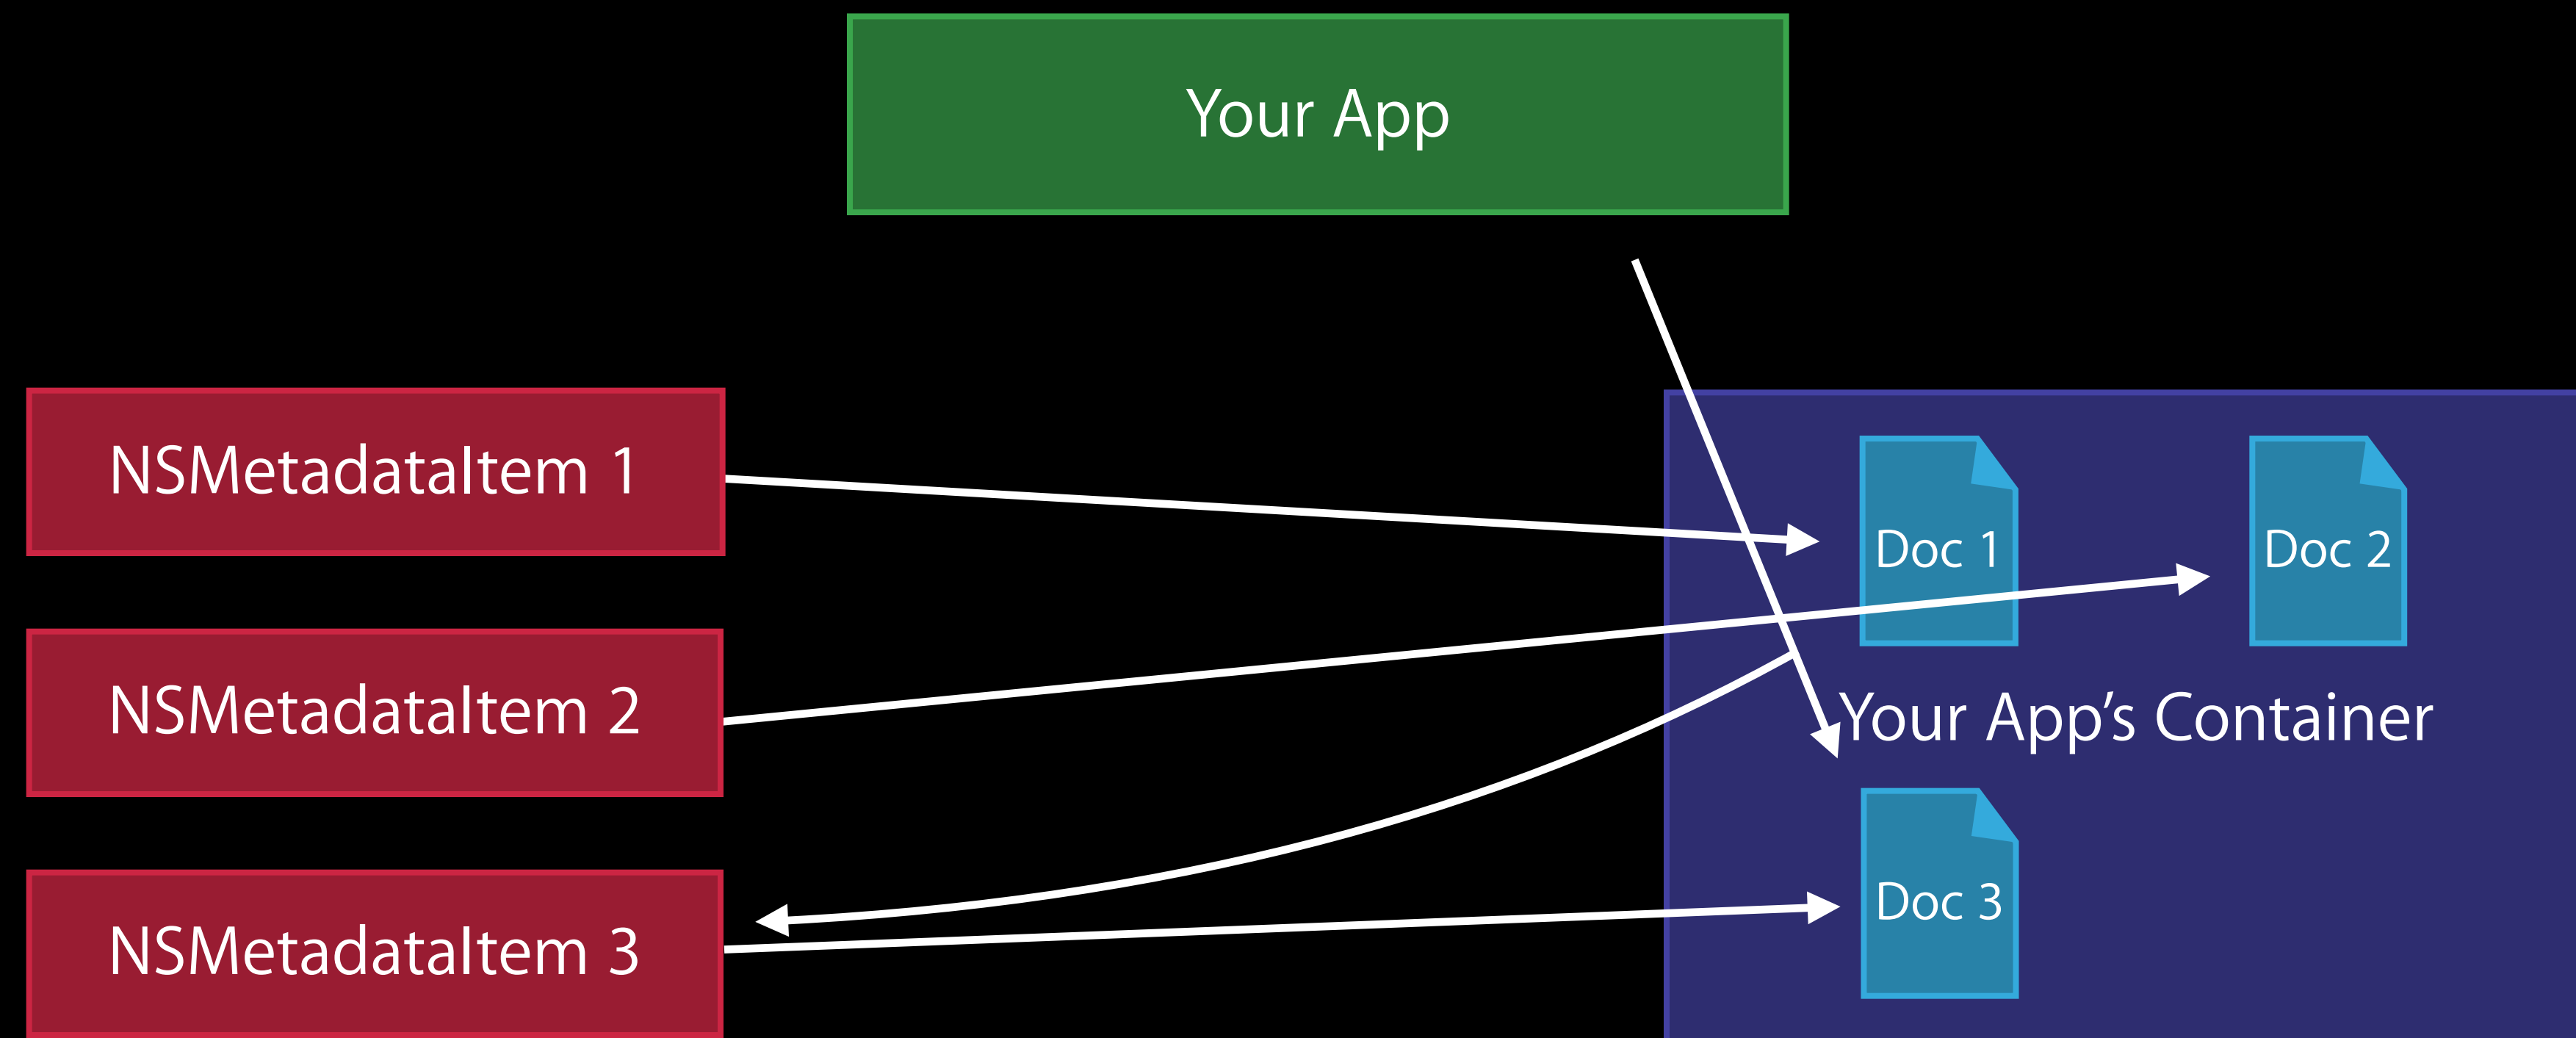 Your App
NSMetadataItem 1
NSMetadataItem 2
NSMetadataItem 3
Doc 1
Doc 2
Your App’s Container
Doc 3